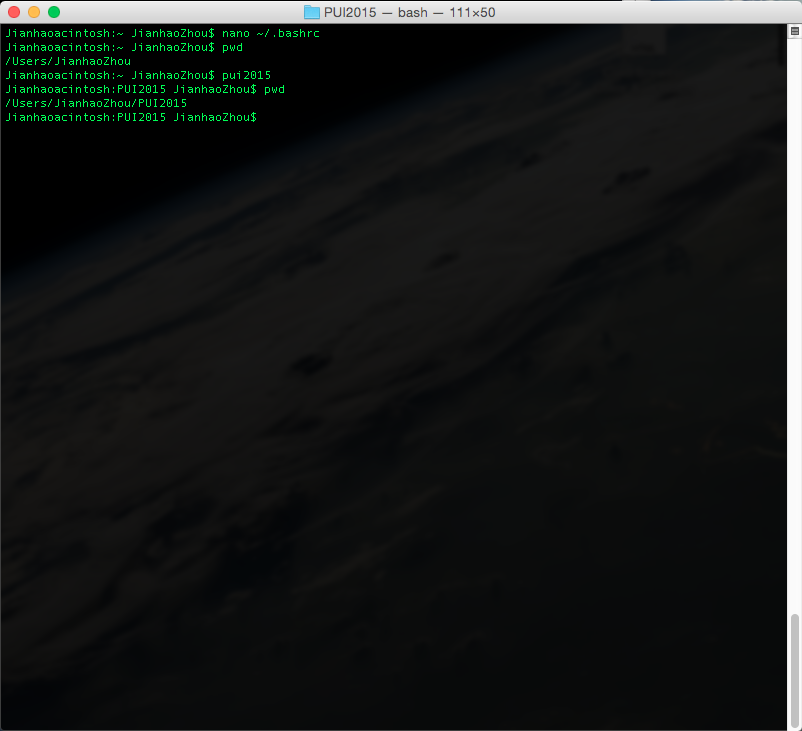 PUI2015 — bash — 111×50
Jianhaoacintosh:~ JianhaoZhou$ nano ~/.bashrc
Jianhaoacintosh:~ JianhaoZhou$ pwd
/Users/JianhaoZhou
Jianhaoacintosh:~ JianhaoZhou$ pui2015
Jianhaoacintosh:PUI2015 JianhaoZhou$ pwd
/Users/JianhaoZhou/PUI2015
Jianhaoacintosh:PUI2015 JianhaoZhou$